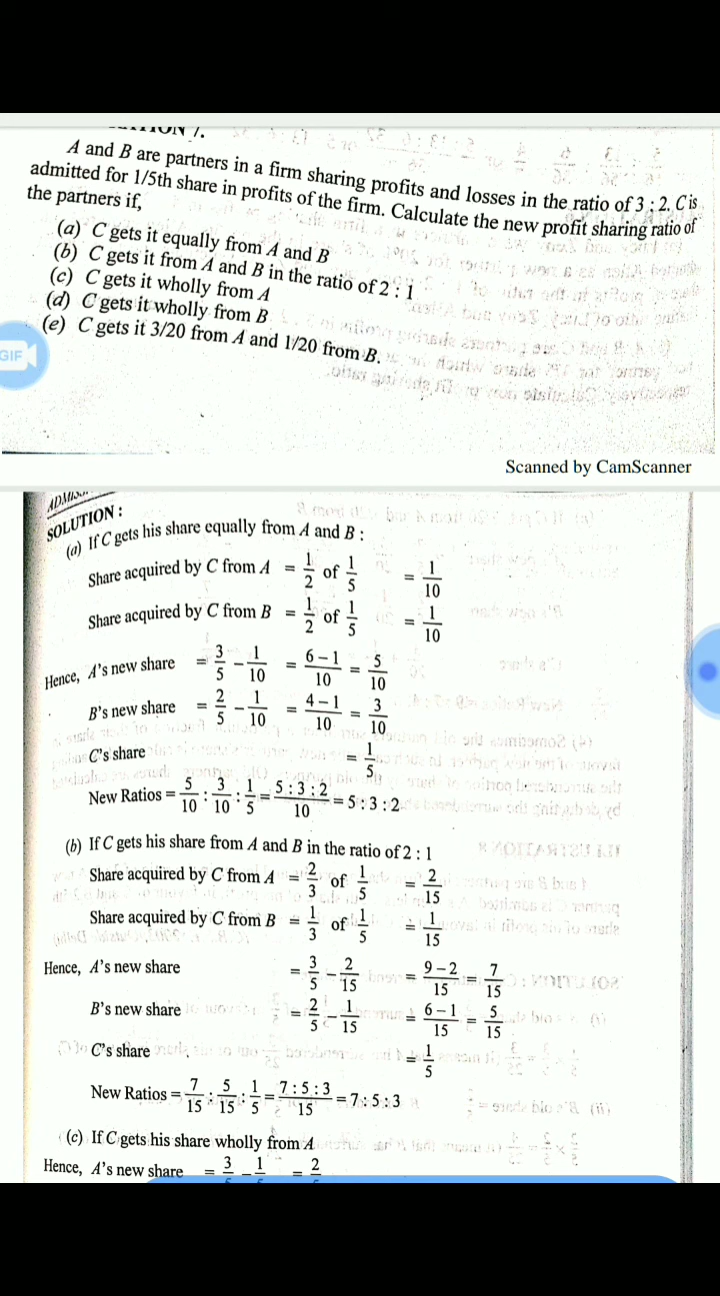 A and B are partners in a firm sharing profits and losses in the ratio of 3 : 2. C is
admitted for 1/5th share in profits of the firm. Calculate the new profit sharing ratio of
the partners if,
(a) C gets it equally from A and B
(b) C gets it from A and B in the ratio of 2 : 1
(c) C gets it wholly from A
(d) C gets it wholly from B
(e) C gets it 3/20 from A and 1/20 from B.
GIF
Scanned by CamScanner
SOLUTION :
(a) If C gets his share equally from A and B :
Share acquired by C from A = 1/2 of 1/5 = 1/10
Share acquired by C from B = 1/2 of 1/5 = 1/10
Hence, A's new share = 3/5 – 1/10 = 6 – 1/10 = 5/10
B's new share = 2/5 – 1/10 = 4 – 1/10 = 3/10
C's share = 1/5
New Ratios = 5/10 : 3/10 : 1/5 = 5 : 3 : 2/10 = 5 : 3 : 2
(b) If C gets his share from A and B in the ratio of 2 : 1
Share acquired by C from A = 2/3 of 1/5 = 2/15
Share acquired by C from B = 1/3 of 1/5 = 1/15
Hence, A's new share = 3/5 – 2/15 = 9 – 2/15 = 7/15
B's new share = 2/5 – 1/15 = 6 – 1/15 = 5/15
C's share = 1/5
New Ratios = 7/15 : 5/15 : 1/5 = 7 : 5 : 3/15 = 7 : 5 : 3
(c) If C gets his share wholly from A
Hence, A's new share = 3/5 – 1/5 = 2/5